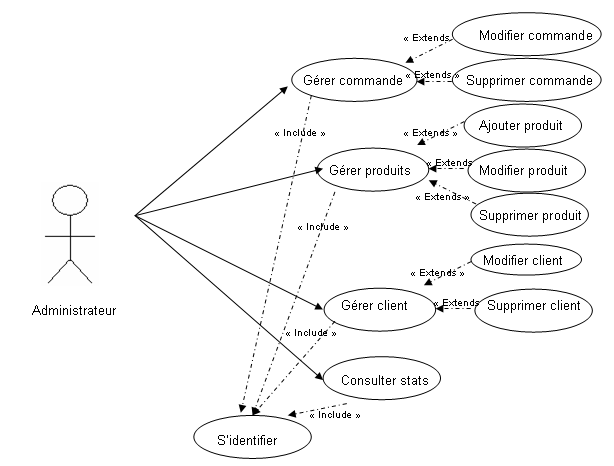 « Extends
Modifier commande
« Extends »
Gérer commande
Supprimer commande
« Include »
« Extends »
Ajouter produit
Gérer produits
« Extends
Modifier produit
« Extends »
Supprimer produit
« Include »
« Extends »
Modifier client
Administrateur
Gérer client
« Extends
Supprimer client
« Include »
Consulter stats
« Include »
S'identifier